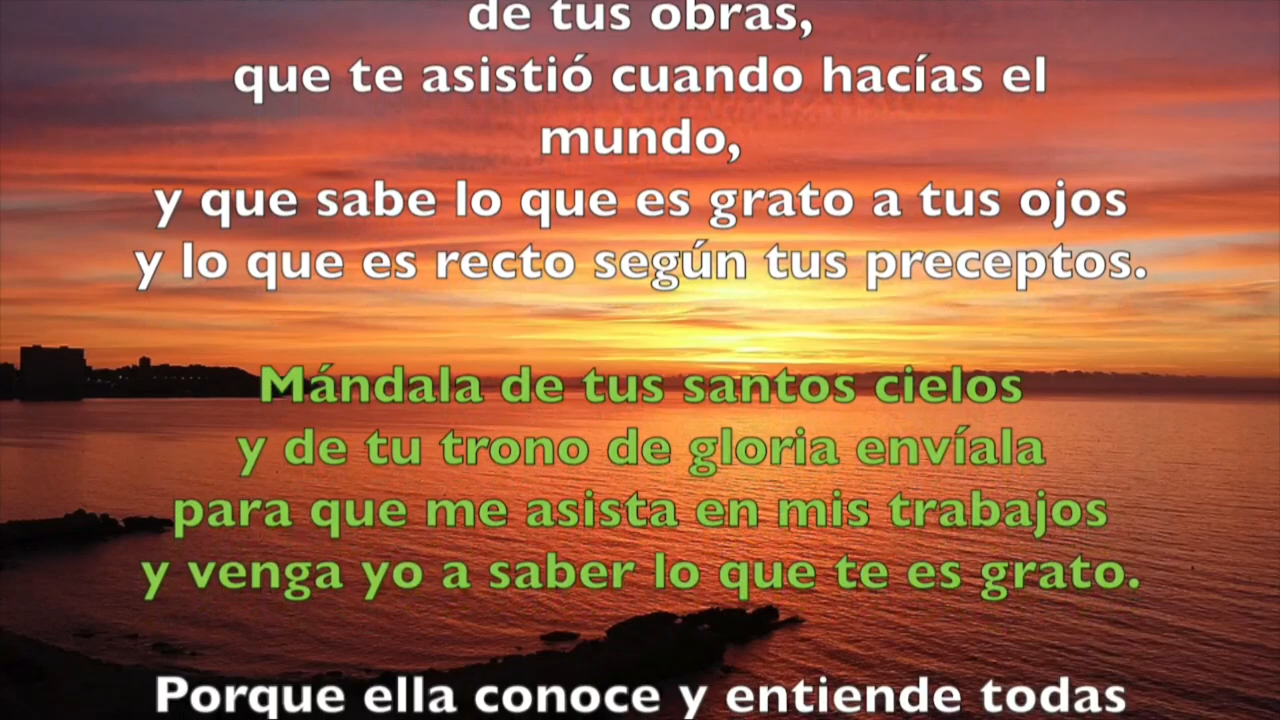 de tus obras,
que te asistió cuando hacías el
mundo,
y que sabe lo que es grato a tus ojos
y lo que es recto según tus preceptos.
Mándala de tus santos cielos
y de tu trono de gloria envíala
para que me asista en mis trabajos
y venga yo a saber lo que te es grato.
Porque ella conoce y entiende todas